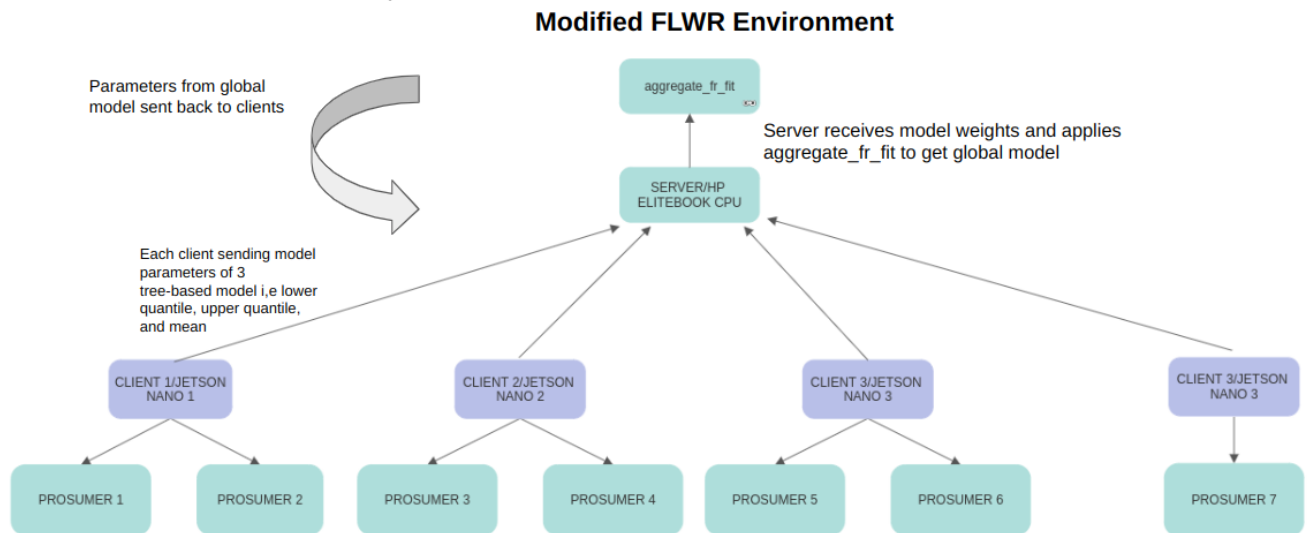 Modified FLWR Environment
Parameters from global
model sent back to clients
aggregate_fr_fit
Server receives model weights and applies
aggregate_fr_fit to get global model
SERVER/HP
ELITEBOOK CPU
Each client sending model
parameters of 3
tree-based model i,e lower
quantile, upper quantile,
and mean
CLIENT 1/JETSON
NANO 1
CLIENT 2/JETSON
NANO 2
CLIENT 3/JETSON
NANO 3
CLIENT 3/JETSON
NANO 3
PROSUMER 1
PROSUMER 2
PROSUMER 3
PROSUMER 4
PROSUMER 5
PROSUMER 6
PROSUMER 7